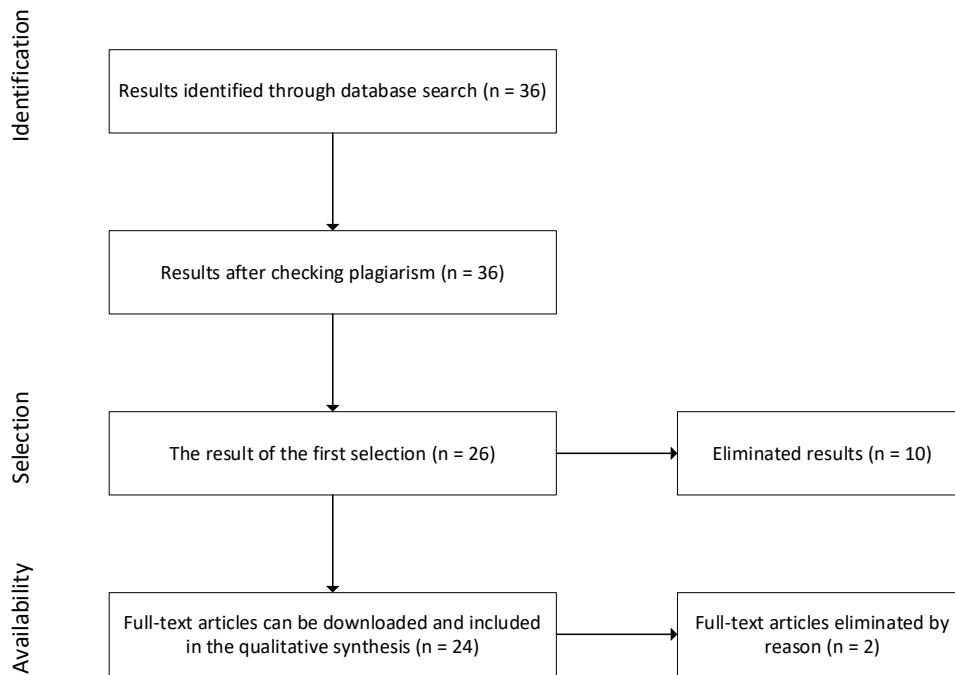 Identification
Results identified through database search (n = 36)
Results after checking plagiarism (n = 36)
Selection
The result of the first selection (n = 26)
Eliminated results (n = 10)
Availability
Full-text articles can be downloaded and included
in the qualitative synthesis (n = 24)
Full-text articles eliminated by
reason (n = 2)